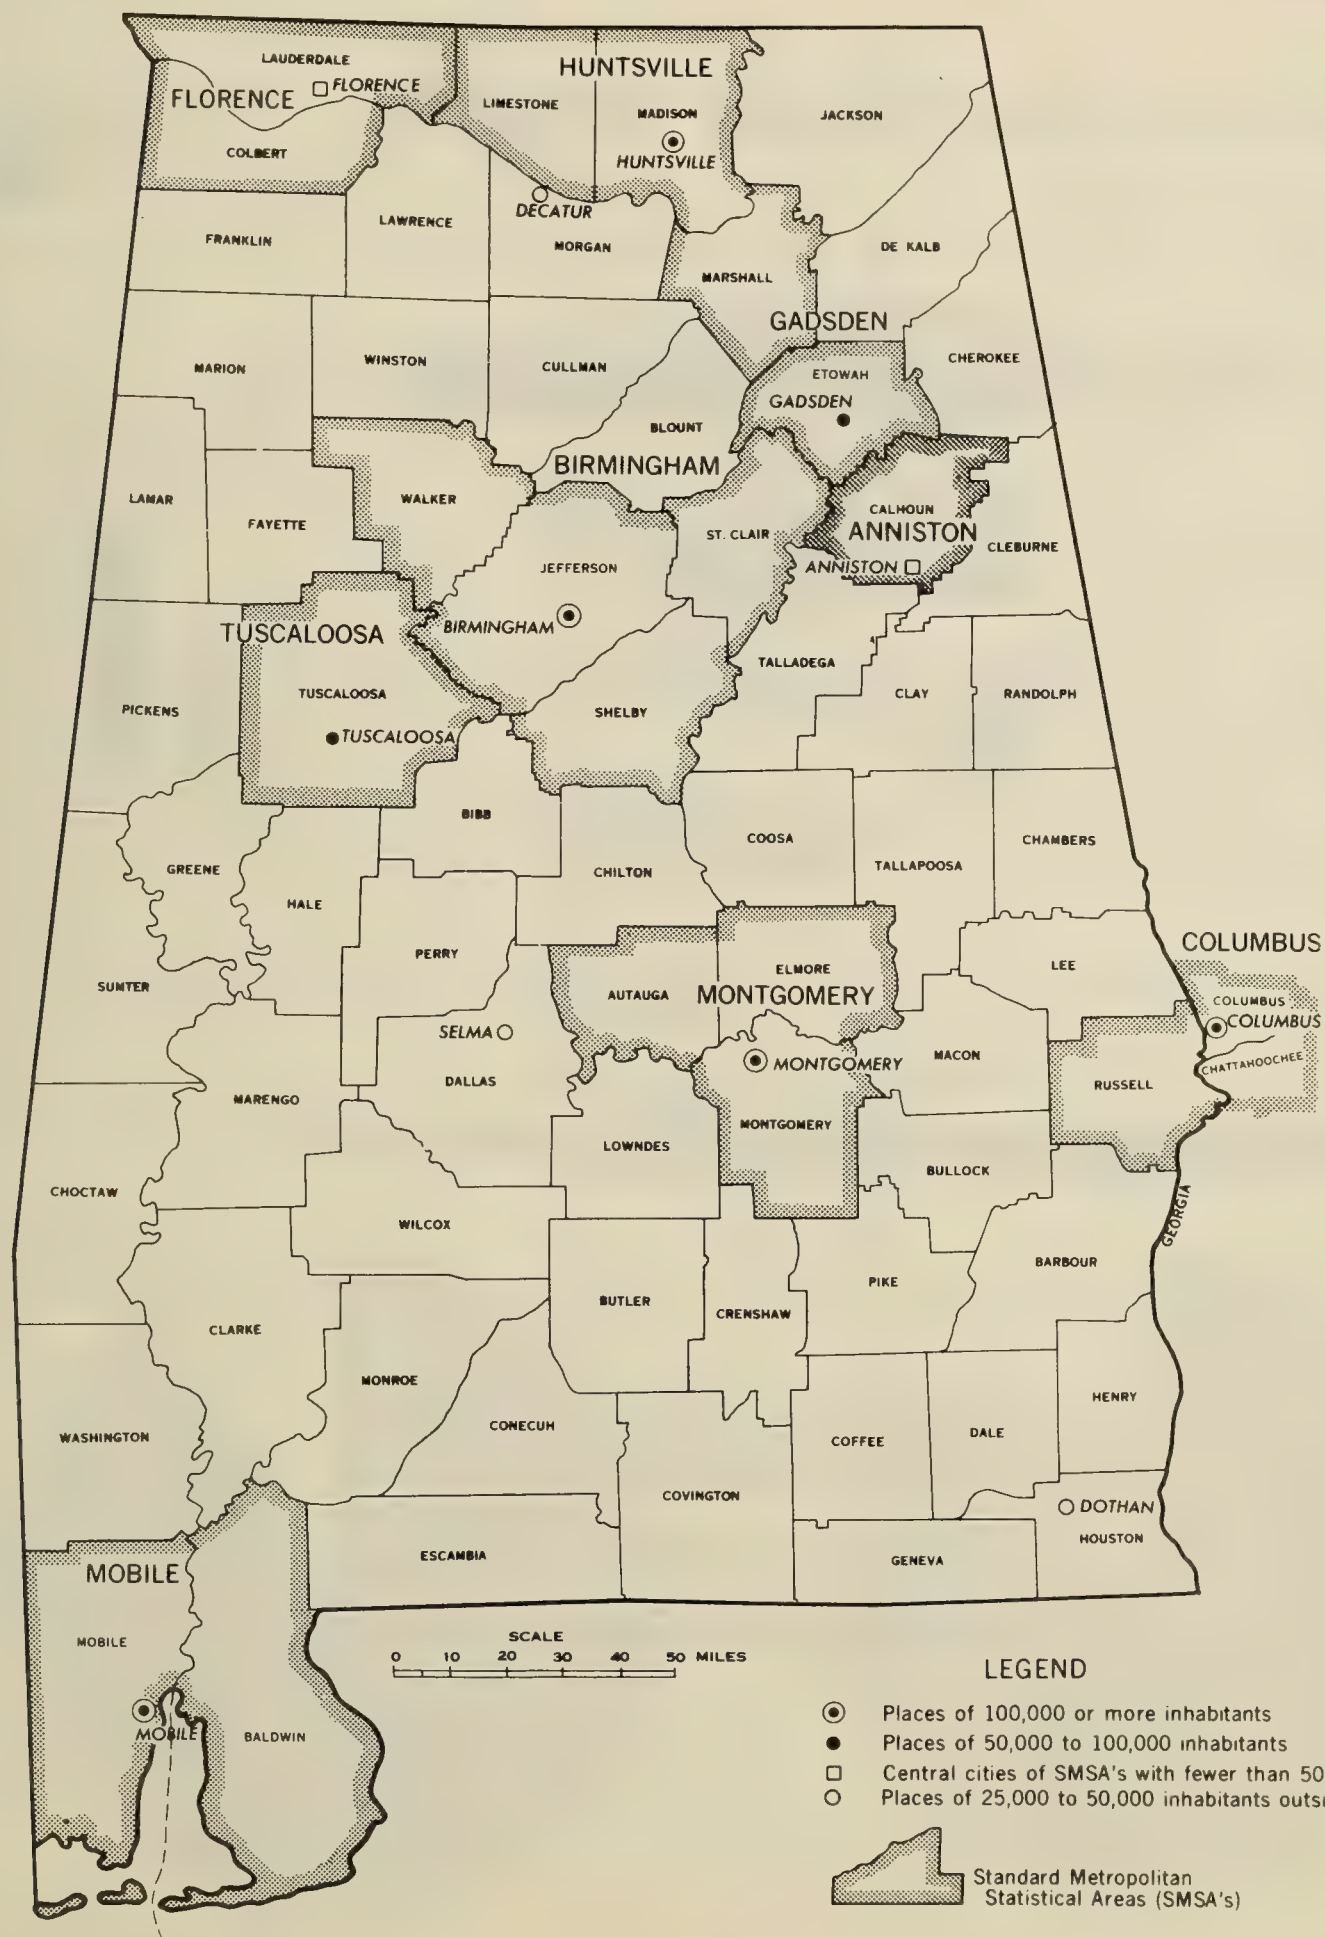 LAUDERDALE
FLORENCE
FLORENCE
COLBERT
HUNTSVILLE
LIMESTONE
MADISON
HUNTSVILLE
JACKSON
DECATUR
FRANKLIN
LAWRENCE
MORGAN
DE KALB
MARSHALL
GADSDEN
MARION
WINSTON
CULLMAN
ETOWAH
CHEROKEE
GADSDEN
BLOUNT
BIRMINGHAM
LAMAR
WALKER
FAYETTE
CALHOUN
ANNISTON
ST. CLAIR
CLEBURNE
JEFFERSON
ANNISTON
BIRMINGHAM
TUSCALOOSA
TALLADEGA
TUSCALOOSA
CLAY
RANDOLPH
PICKENS
SHELBY
TUSCALOOSA
BIBB
COOSA
CHAMBERS
GREENE
CHILTON
TALLAPOOSA
HALE
COLUMBUS
PERRY
ELMORE
LEE
SUMTER
AUTAUGA
MONTGOMERY
COLUMBUS
COLUMBUS
SELMA
MACON
MONTGOMERY
CHATTAHOOCHEE
DALLAS
RUSSELL
MARENGO
MONTGOMERY
LOWNDES
BULLOCK
CHOCTAW
GEORGIA
WILCOX
BARBOUR
PIKE
BUTLER
CRENSHAW
CLARKE
MONROE
HENRY
CONECUH
DALE
WASHINGTON
COFFEE
COVINGTON
DOTHAN
HOUSTON
ESCAMBIA
GENEVA
MOBILE
MOBILE
SCALE
0 10 20 30 40 50 MILES
MOBILE
BALDWIN
LEGEND
Places of 100,000 or more inhabitants
Places of 50,000 to 100,000 inhabitants
Central cities of SMSA's with fewer than 50
Places of 25,000 to 50,000 inhabitants outs
Standard Metropolitan
Statistical Areas (SMSA's)